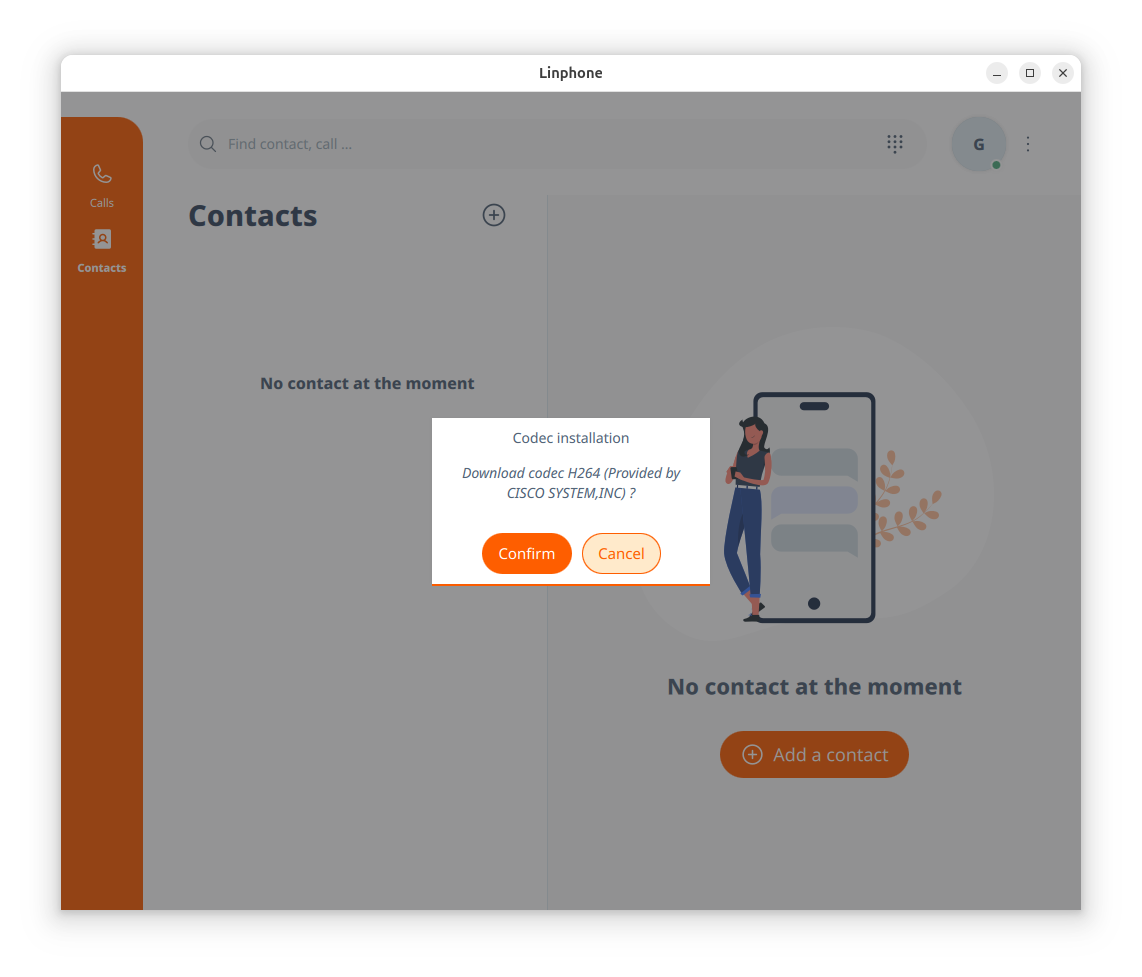 Linphone
Find contact, call ...
G
Calls
Contacts
Contacts
No contact at the moment
Codec installation
Download codec H264 (Provided by
CISCO SYSTEM,INC) ?
Confirm
Cancel
No contact at the moment
Add a contact